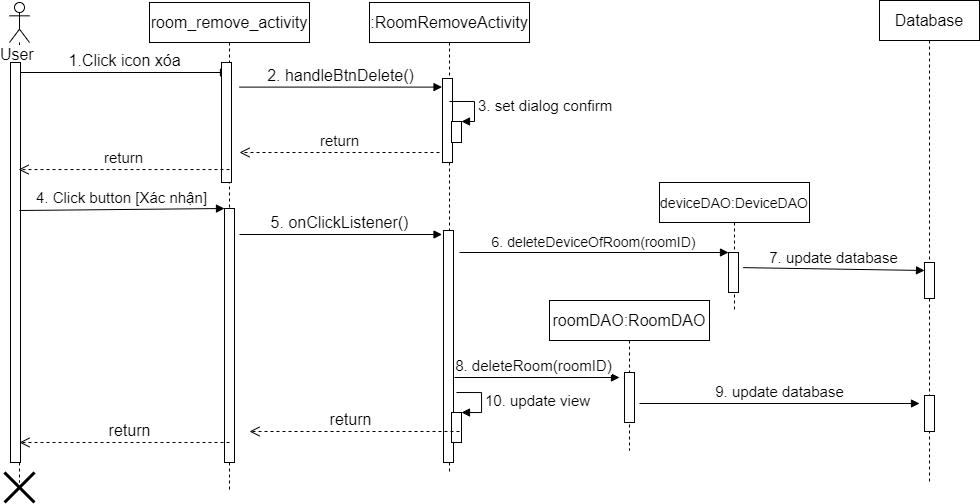 room_remove_activity
:RoomRemoveActivity
Database
User
1.Click icon xóa
2. handleBtnDelete()
3. set dialog confirm
return
return
4. Click button [Xác nhận]
deviceDAO:DeviceDAO
5. onClickListener()
6. deleteDeviceOfRoom(roomID)
7. update database
roomDAO:RoomDAO
8. deleteRoom(roomID)
9. update database
10. update view
return
return